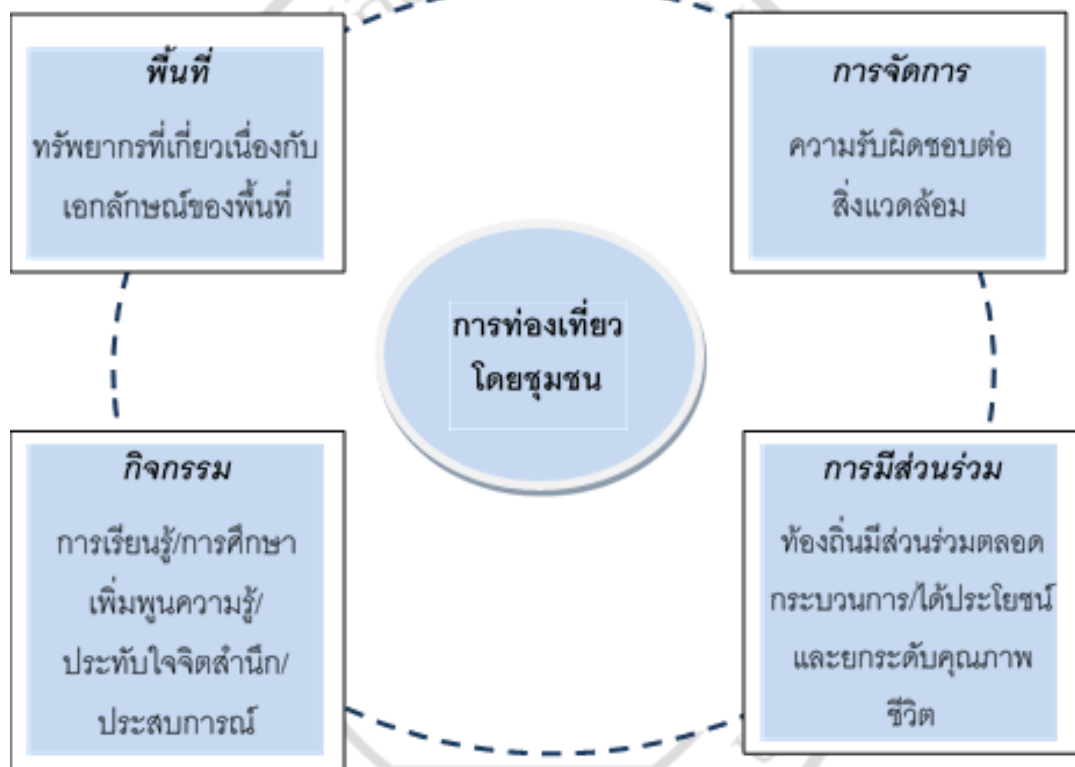 พื้นที่
ทรัพยากรที่เกี่ยวเนื่องกับ
เอกลักษณ์ของพื้นที่
การจัดการ
ความรับผิดชอบต่อ
สิ่งแวดล้อม
การท่องเที่ยว
โดยชุมชน
กิจกรรม
การเรียนรู้/การศึกษา
เพิ่มพูนความรู้/
ประทับใจจิตสำนึก/
ประสบการณ์
การมีส่วนร่วม
ท้องถิ่นมีส่วนร่วมตลอด
กระบวนการ/ได้ประโยชน์
และยกระดับคุณภาพ
ชีวิต